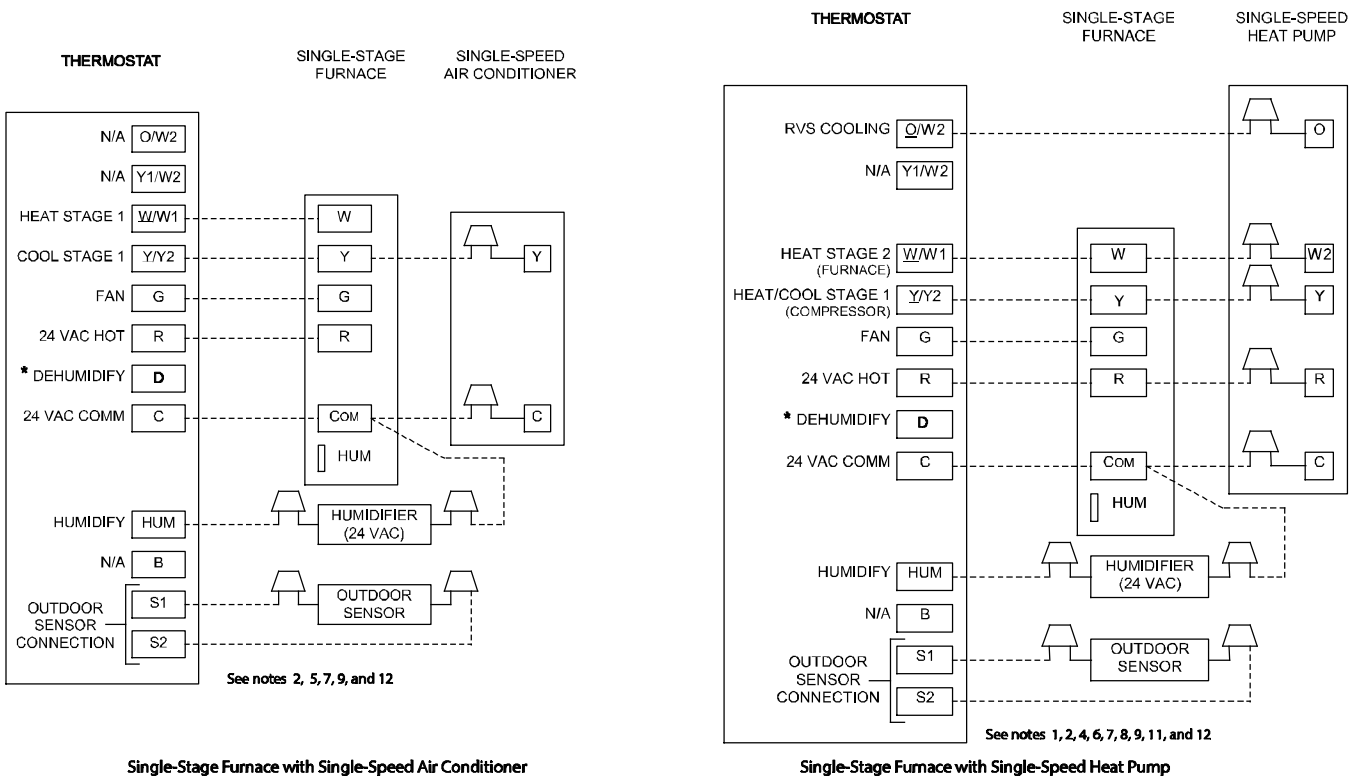 THERMOSTAT
SINGLE-STAGE
FURNACE
SINGLE-SPEED
AIR CONDITIONER
N/A O/W2
N/A Y1/W2
HEAT STAGE 1 W/W1 W
COOL STAGE 1 Y/Y2 Y Y
FAN G G
24 VAC HOT R R
* DEHUMIDIFY D
24 VAC COMM C COM C
HUM
HUMIDIFY HUM HUMIDIFIER
(24 VAC)
N/A B
OUTDOOR
SENSOR
CONNECTION
S1
S2
OUTDOOR
SENSOR
See notes 2, 5, 7, 9, and 12
Single-Stage Furnace with Single-Speed Air Conditioner
THERMOSTAT
SINGLE-STAGE
FURNACE
SINGLE-SPEED
HEAT PUMP
RVS COOLING O/W2 O
N/A Y1/W2
HEAT STAGE 2 W/W1 W W2
(FURNACE)
HEAT/COOL STAGE 1 Y/Y2 Y Y
(COMPRESSOR)
FAN G G
24 VAC HOT R R R
* DEHUMIDIFY D
24 VAC COMM C COM C
HUM
HUMIDIFY HUM HUMIDIFIER
(24 VAC)
N/A B
OUTDOOR
SENSOR
CONNECTION
S1
S2
OUTDOOR
SENSOR
See notes 1, 2, 4, 6, 7, 8, 9, 11, and 12
Single-Stage Furnace with Single-Speed Heat Pump